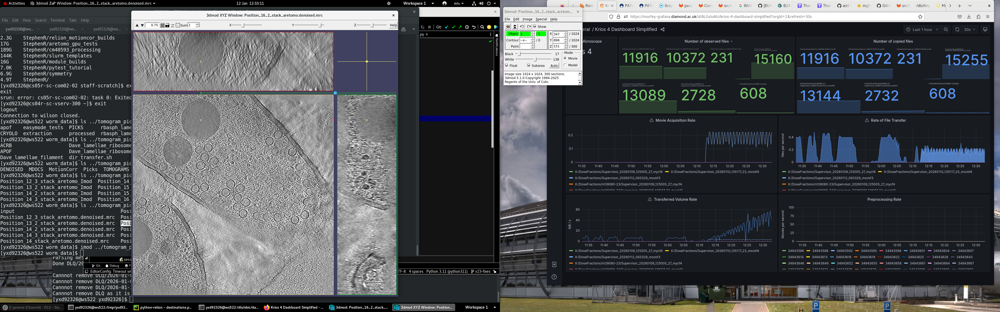 Activities
3dmod ZaP Window: Position_16_2_stack_aretomo.denoised.mrc
12 Jan 12:33:11
Workspace 1
en1
File Edit View Search Terminal Tabs Help
yxd92326@ws... yxd92326@ws... yxd92326@ws...
2.3G StephenR/relion_motioncor_builds
17G StephenR/aretomo_gpu_tests
189G StephenR/cm40593_processing
144K StephenR/slurm_templates
16G StephenR/module_builds
7.0K StephenR/pytest_tutorial
6.9G StephenR/symmetry
4.9T StephenR/
[yxd92326@cs05r-sc-com02-02 staff-scratch]$ ex
exit
srun: error: cs05r-sc-com02-02: task 0: Exited
[yxd92326@cs04r-sc-vserv-300 ~]$ exit
logout
Connection to wilson closed.
[yxd92326@ws522 worm_data]$ ls ../tomogram_pic
apof easymode_tests PICKS rbasph_lame
CRYOLO extraction processed rbasph_lame
[yxd92326@ws522 worm_data]$ ls ../tomogram_pic
ACRB Dave_lamellae_ribosome
APOF Dave_lamellae_ribosome
Dave_lamellae_filament dir_transfer.sh
[yxd92326@ws522 worm_data]$ ls ../tomogram_pic
DENOISED MDOCS MotionCorr Picks TOMOGRAMS
[yxd92326@ws522 worm_data]$ ls ../tomogram_pic
Position_12_3_stack_aretomo_Imod Position_14
Position_13_2_stack_aretomo_Imod Position_15
Position_14_2_stack_aretomo_Imod Position_15
Position_14_3_stack_aretomo_Imod Position_16
[yxd92326@ws522 worm_data]$ ls ../tomogram_pic
input Posi
Position_12_3_stack_aretomo.denoised.mrc Posi
Position_13_2_stack_aretomo.denoised.mrc Posi
Position_14_2_stack_aretomo.denoised.mrc Posi
Position_14_3_stack_aretomo.denoised.mrc Posi
Position_14_stack_aretomo.denoised.mrc Posi
[yxd92326@ws522 worm_data]$ imod ../tomogram_p
[yxd92326@ws522 worm_data]$
Parsing mes
Done DLQ/20
sess
Git Debug
EditorConfig: Timeout wh
Cannnot remove DLQ/2026-01-
Cannnot remove DLQ/2026-01-
Cannnot remove DLQ/2026-01-
Cannnot remove DLQ as it is
[yxd92326@ws522 yxd92326]$
3dmod XYZ Window: Position_16_2_stack_aretomo.denoised.mrc
0.75 Z Sum 1 X Y Z Help
Git:
.py
Notifications
TF-8 4 spaces Python 3.11 (python311) v23-fixes
3dmod: Position_16_2_stack_aretom...
File Edit Image Special Help
Show
Object 1 / 1 X 347 / 1024
Contour --x-- / 0 Y 896 / 1024
Point Z 151 / 300
Black 17 Mode
White 138 Movie
Float Subarea Auto Model
Image size 1024 x 1024, 300 sections.
3dmod 5.1.0 Copyright 1994-2025
Regents of the Univ. of Colo.
Rabb K PATo PATo Gray packa Com src/n INVA [BUG B24 Than Than add t mgfl GitH src/t /dls/tmp Mu
https://murfey-grafana.diamond.ac.uk/d/ALGsloAIz/krios-4-dashboard-simplified?orgId=1&refresh=30s
eral / Krios 4 Dashboard Simplified
Last 1 hour 30s
Microscope
s 4
Number of observed files
11916 10372 231 15160
13089 2728 608
Number of copied files
11916 10372 231 15255
13144 2732 608
Movie Acquisition Rate
0.2
0.1
0
11:35 11:40 11:45 11:50 11:55 12:00 12:05 12:10 12:15 12:20 12:25 12:30
X:/DoseFractions/Supervisor_20260109_125005_27_mycf4 X:/DoseFractions/Supervisor_20260110_135117_23_mockf4
X:/DoseFractions/Supervisor_20260112_093329_mockf3
X:/DoseFractions/nt39080-23/Supervisor_20260109_125005_27_mycf4
X:/DoseFractions/nt39080-23/Supervisor_20260110_135117_23_mockf4
Rate of File Transfer
files per second
0.4
0.2
0
11:35 11:40 11:45 11:50 11:55 12:00 12:05 12:10 12:15 12:20 12:25 12:30
X:/DoseFractions/Supervisor_20260109_125005_27_mycf4 X:/DoseFractions/Supervisor_20260110_135117_23_mockf4
X:/DoseFractions/Supervisor_20260112_093329_mockf3
X:/DoseFractions/nt39080-23/Supervisor_20260109_125005_27_mycf4
X:/DoseFractions/nt39080-23/Supervisor_20260110_135117_23_mockf4
Transferred Volume Rate
MB / s
60
40
20
0
11:35 11:40 11:45 11:50 11:55 12:00 12:05 12:10 12:15 12:20 12:25 12:30
X:/DoseFractions/Supervisor_20260109_125005_27_mycf4 X:/DoseFractions/Supervisor_20260110_135117_23_mockf4
X:/DoseFractions/Supervisor_20260112_093329_mockf3
X:/DoseFractions/nt39080-23/Supervisor_20260109_125005_27_mycf4
X:/DoseFractions/nt39080-23/Supervisor_20260110_135117_23_mockf4
Preprocessing Rate
Movies per second
100
75
50
25
0
11:35 11:40 11:45 11:50 11:55 12:00 12:05 12:10 12:15 12:20 12:25 12:30
34943586 34943589 34943592 34943595 34943598 34943601 34943604 34943607
34943610 34943613 34943616 34943619 34943622 34943625 34943628 34943643
34943646 34943649 34943652 34943655 34943658 34943661 34943664 34943667
[! general (Channel) - DLS - Sla...
yxd92326@ws522:/tmp/yxd92...
python-relion – destinations.p...
yxd92326@ws522:/dls/ebic/da...
Krios 4 Dashboard Simplified - ...
3dmod: Position_16_2_stack_...
3dmod XYZ Window: Position...
Workspace 1
P
P